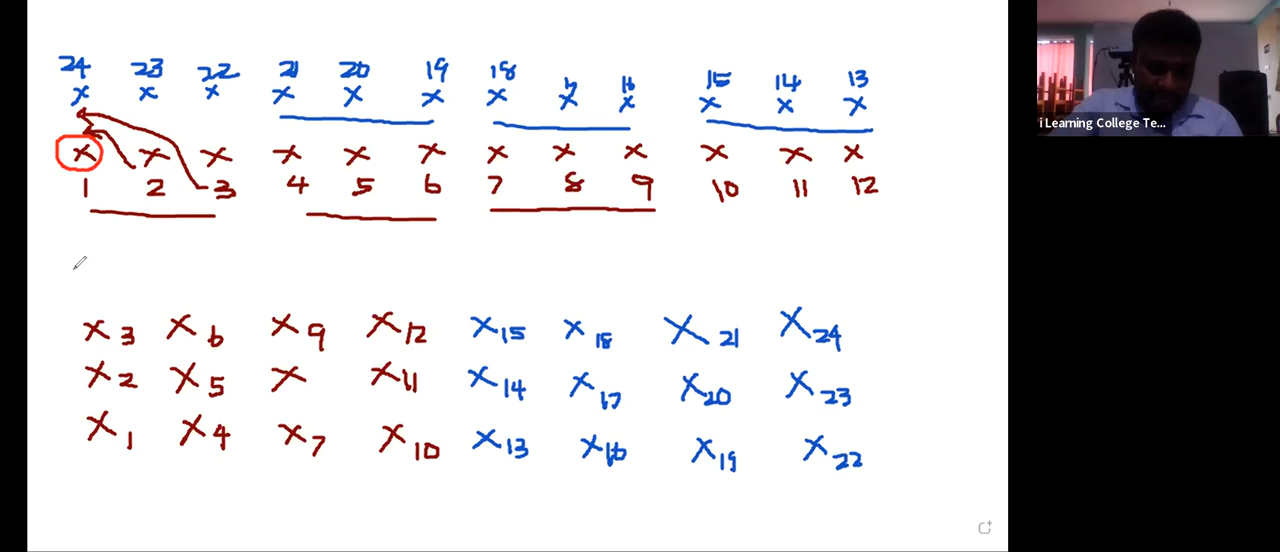 24 23 22 21 20 19 18 17 16 15 14 13
x x x x x x x x x x x x
x x x x x x x x x x x x
1 2 3 4 5 6 7 8 9 10 11 12
x3 x6 x9 x12 x15 x18 x21 x24
x2 x5 x x11 x14 x17 x20 x23
x1 x4 x7 x10 x13 x16 x19 x22
i Learning College Te...